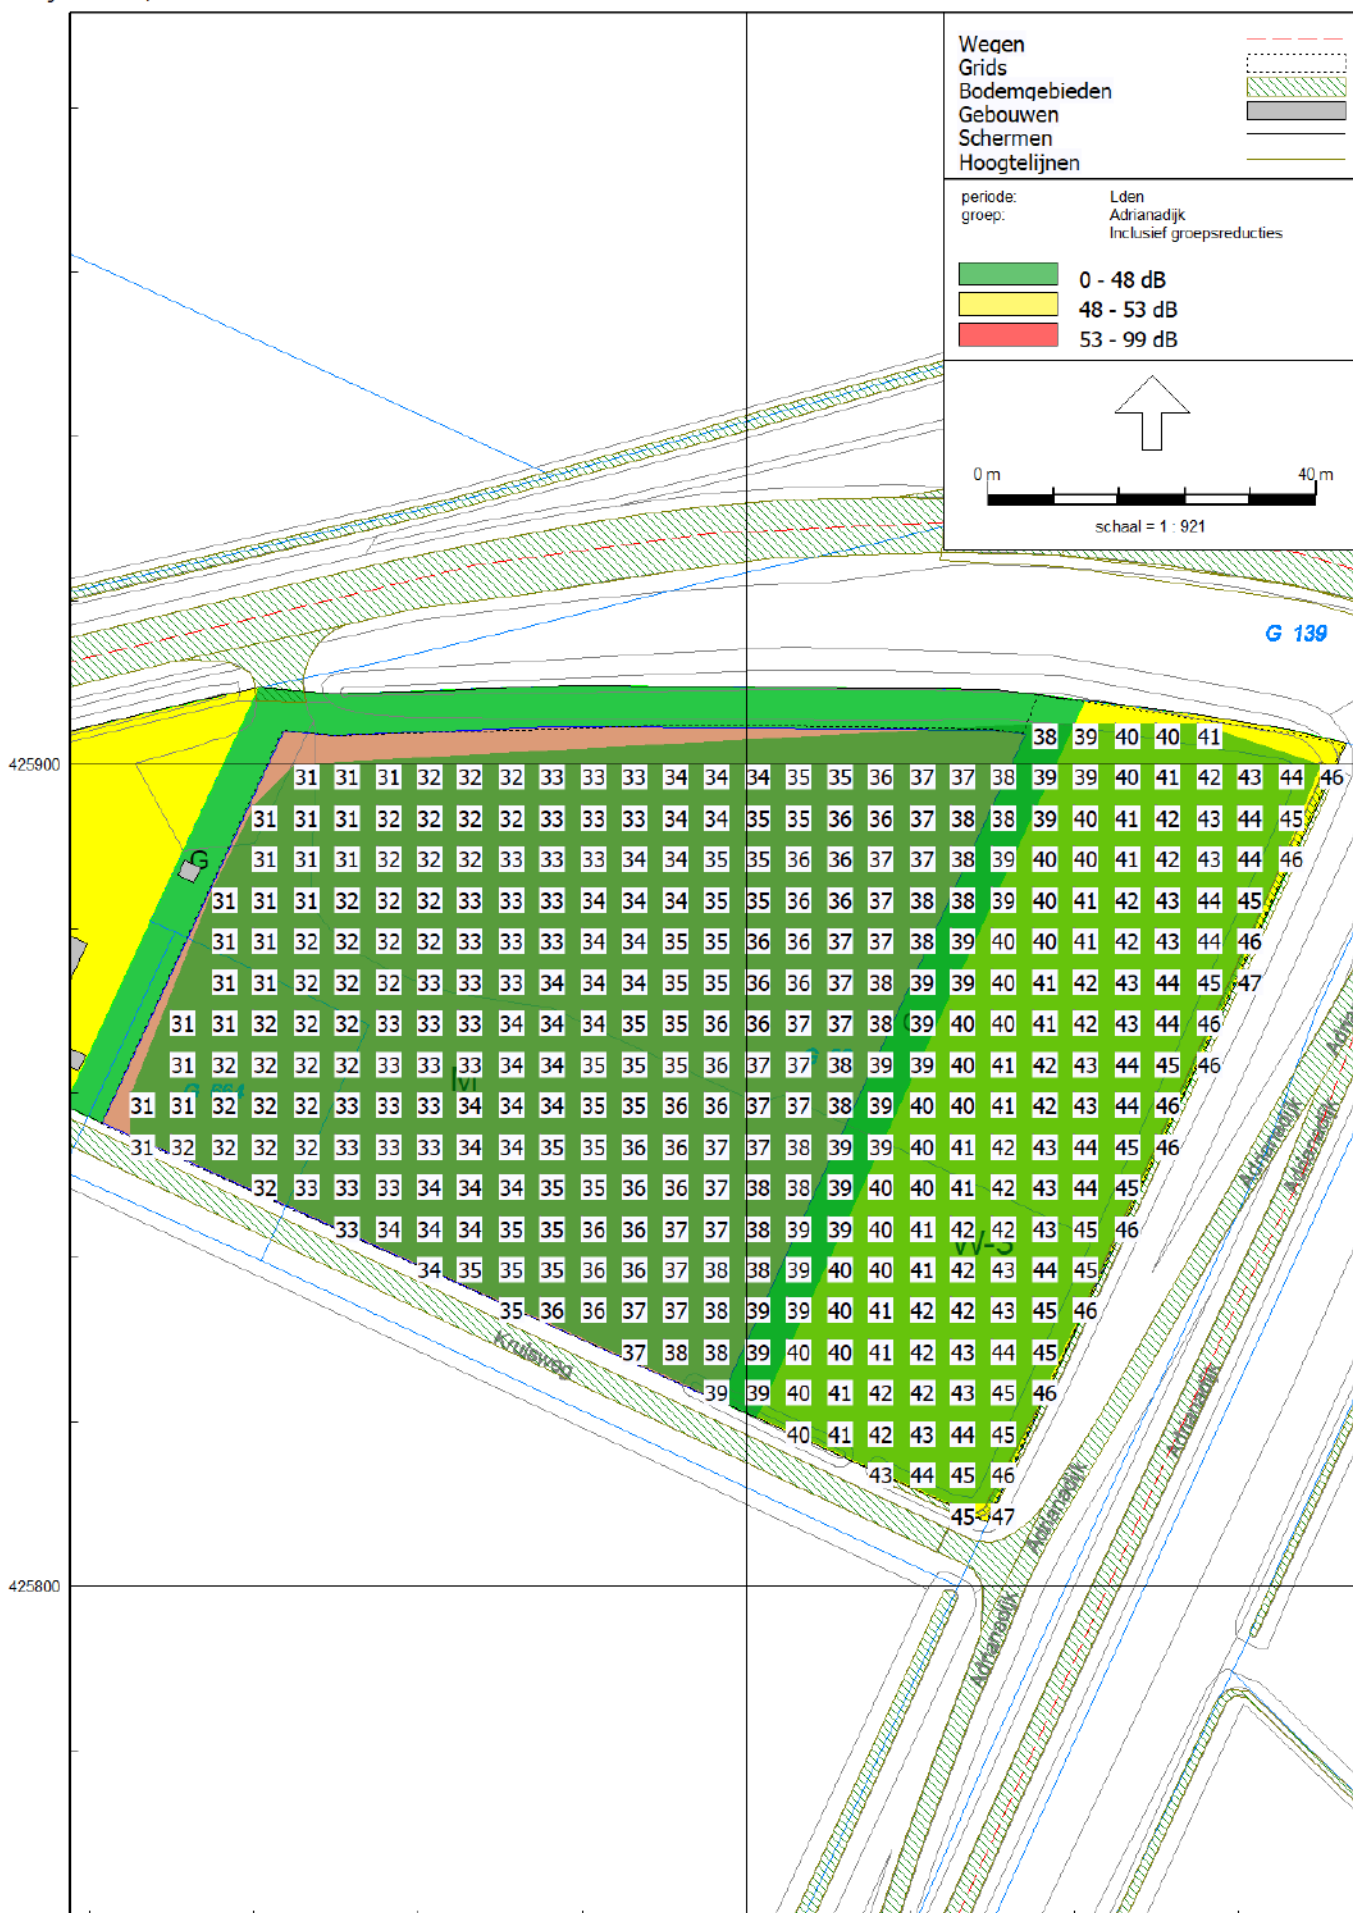 Wegen
Grids
Bodemgebieden
Gebouwen
Schermen
Hoogtelijnen
periode: Lden
groep: Adrianadijk
Inclusief groepsreducties
0 - 48 dB
48 - 53 dB
53 - 99 dB
0 m 40 m
schaal = 1 : 921
G 139
38 39 40 40 41
425900
31 31 31 32 32 32 33 33 33 34 34 34 35 35 36 37 37 38 39 39 40 41 42 43 44 46
31 31 31 32 32 32 32 33 33 33 34 34 35 35 36 36 37 38 38 39 40 41 42 43 44 45
G
31 31 31 32 32 32 33 33 33 34 34 35 35 36 36 37 37 38 39 40 40 41 42 43 44 46
31 31 31 32 32 32 33 33 33 34 34 34 35 35 36 36 37 38 38 39 40 41 42 43 44 45
31 31 32 32 32 32 33 33 33 34 34 35 35 36 36 37 37 38 39 40 40 41 42 43 44 46
31 31 32 32 32 33 33 33 34 34 34 35 35 36 36 37 38 39 39 40 41 42 43 44 45 47
31 31 32 32 32 33 33 33 34 34 34 35 35 36 36 37 37 38 39 40 40 41 42 43 44 46
31 32 32 32 32 33 33 33 34 34 35 35 35 36 37 37 38 39 39 40 41 42 43 44 45 46
G 664
M
31 31 32 32 32 33 33 33 34 34 34 35 35 36 36 37 37 38 39 40 40 41 42 43 44 46
31 32 32 32 32 33 33 33 34 34 35 35 36 36 37 37 38 39 39 40 41 42 43 44 45 46
32 33 33 33 34 34 34 35 35 36 36 37 38 38 39 40 40 41 42 43 44 45
33 34 34 34 35 35 36 36 37 37 38 39 39 40 41 42 42 43 45 46
W-S
34 35 35 35 36 36 37 38 38 39 40 40 41 42 43 44 45
35 36 36 37 37 38 39 39 40 41 42 42 43 45 46
37 38 38 39 40 40 41 42 43 44 45
39 39 40 41 42 42 43 45 46
40 41 42 43 44 45
43 44 45 46
45 47
Kruisweg
Adrianadijk
Adrianadijk
Adrianadijk
Adrianadijk
Adrianadijk
425800